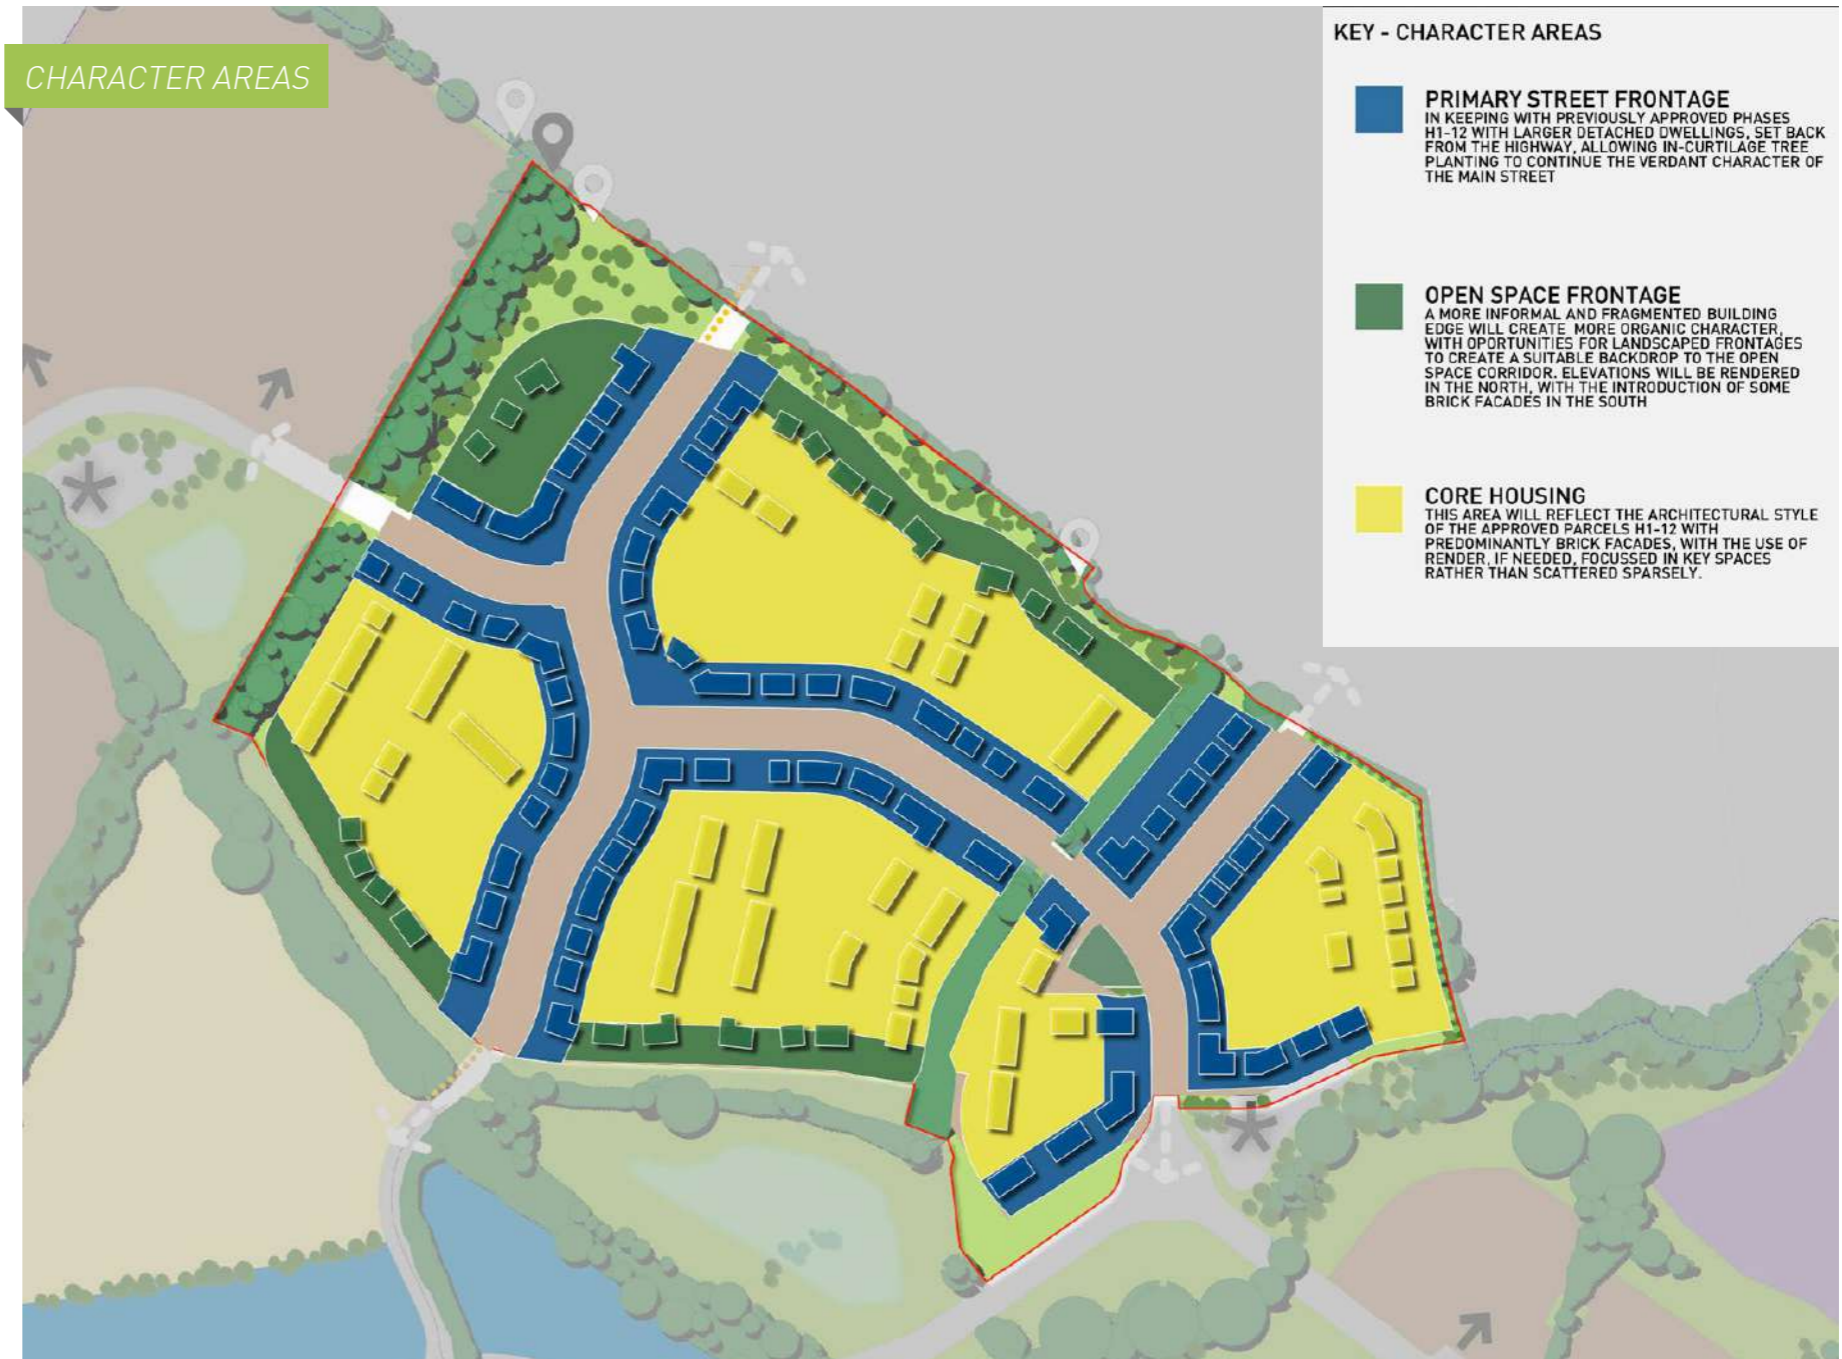 CHARACTER AREAS
KEY - CHARACTER AREAS
PRIMARY STREET FRONTAGE
IN KEEPING WITH PREVIOUSLY APPROVED PHASES
H1-12 WITH LARGER DETACHED DWELLINGS, SET BACK
FROM THE HIGHWAY, ALLOWING IN-CURTILAGE TREE
PLANTING TO CONTINUE THE VERDANT CHARACTER OF
THE MAIN STREET
OPEN SPACE FRONTAGE
A MORE INFORMAL AND FRAGMENTED BUILDING
EDGE WILL CREATE MORE ORGANIC CHARACTER,
WITH OPORTUNITIES FOR LANDSCAPED FRONTAGES
TO CREATE A SUITABLE BACKDROP TO THE OPEN
SPACE CORRIDOR. ELEVATIONS WILL BE RENDERED
IN THE NORTH, WITH THE INTRODUCTION OF SOME
BRICK FACADES IN THE SOUTH
CORE HOUSING
THIS AREA WILL REFLECT THE ARCHITECTURAL STYLE
OF THE APPROVED PARCELS H1-12 WITH
PREDOMINANTLY BRICK FACADES, WITH THE USE OF
RENDER, IF NEEDED, FOCUSSED IN KEY SPACES
RATHER THAN SCATTERED SPARSELY.